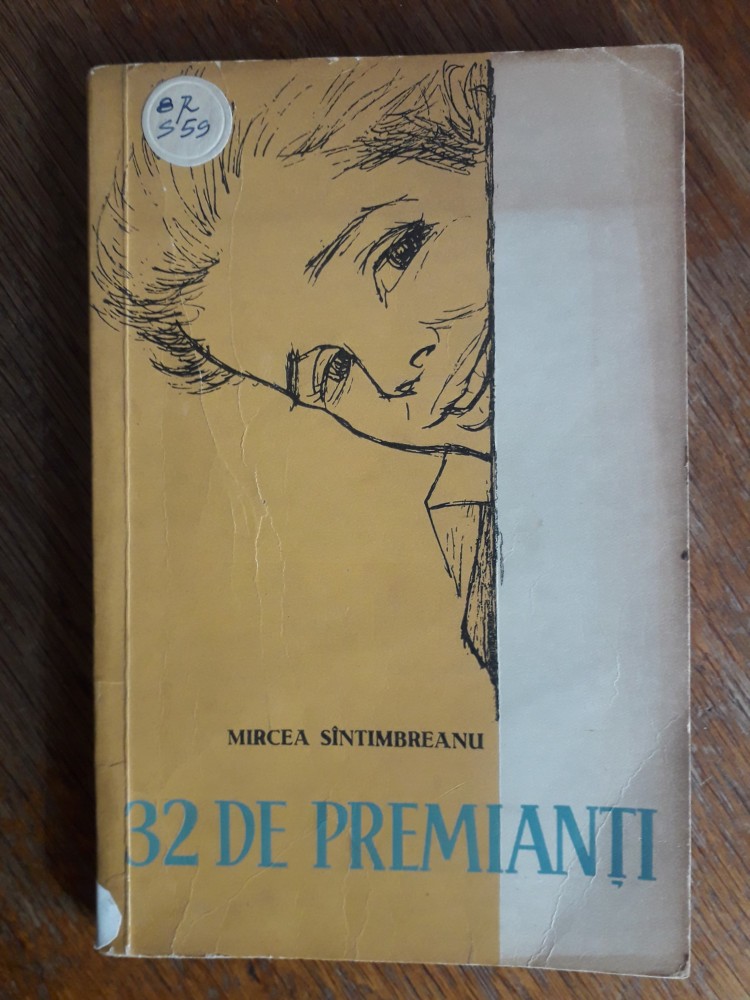 BR
S59
MIRCEA SÎNTIMBREANU
32 DE PREMIANȚI